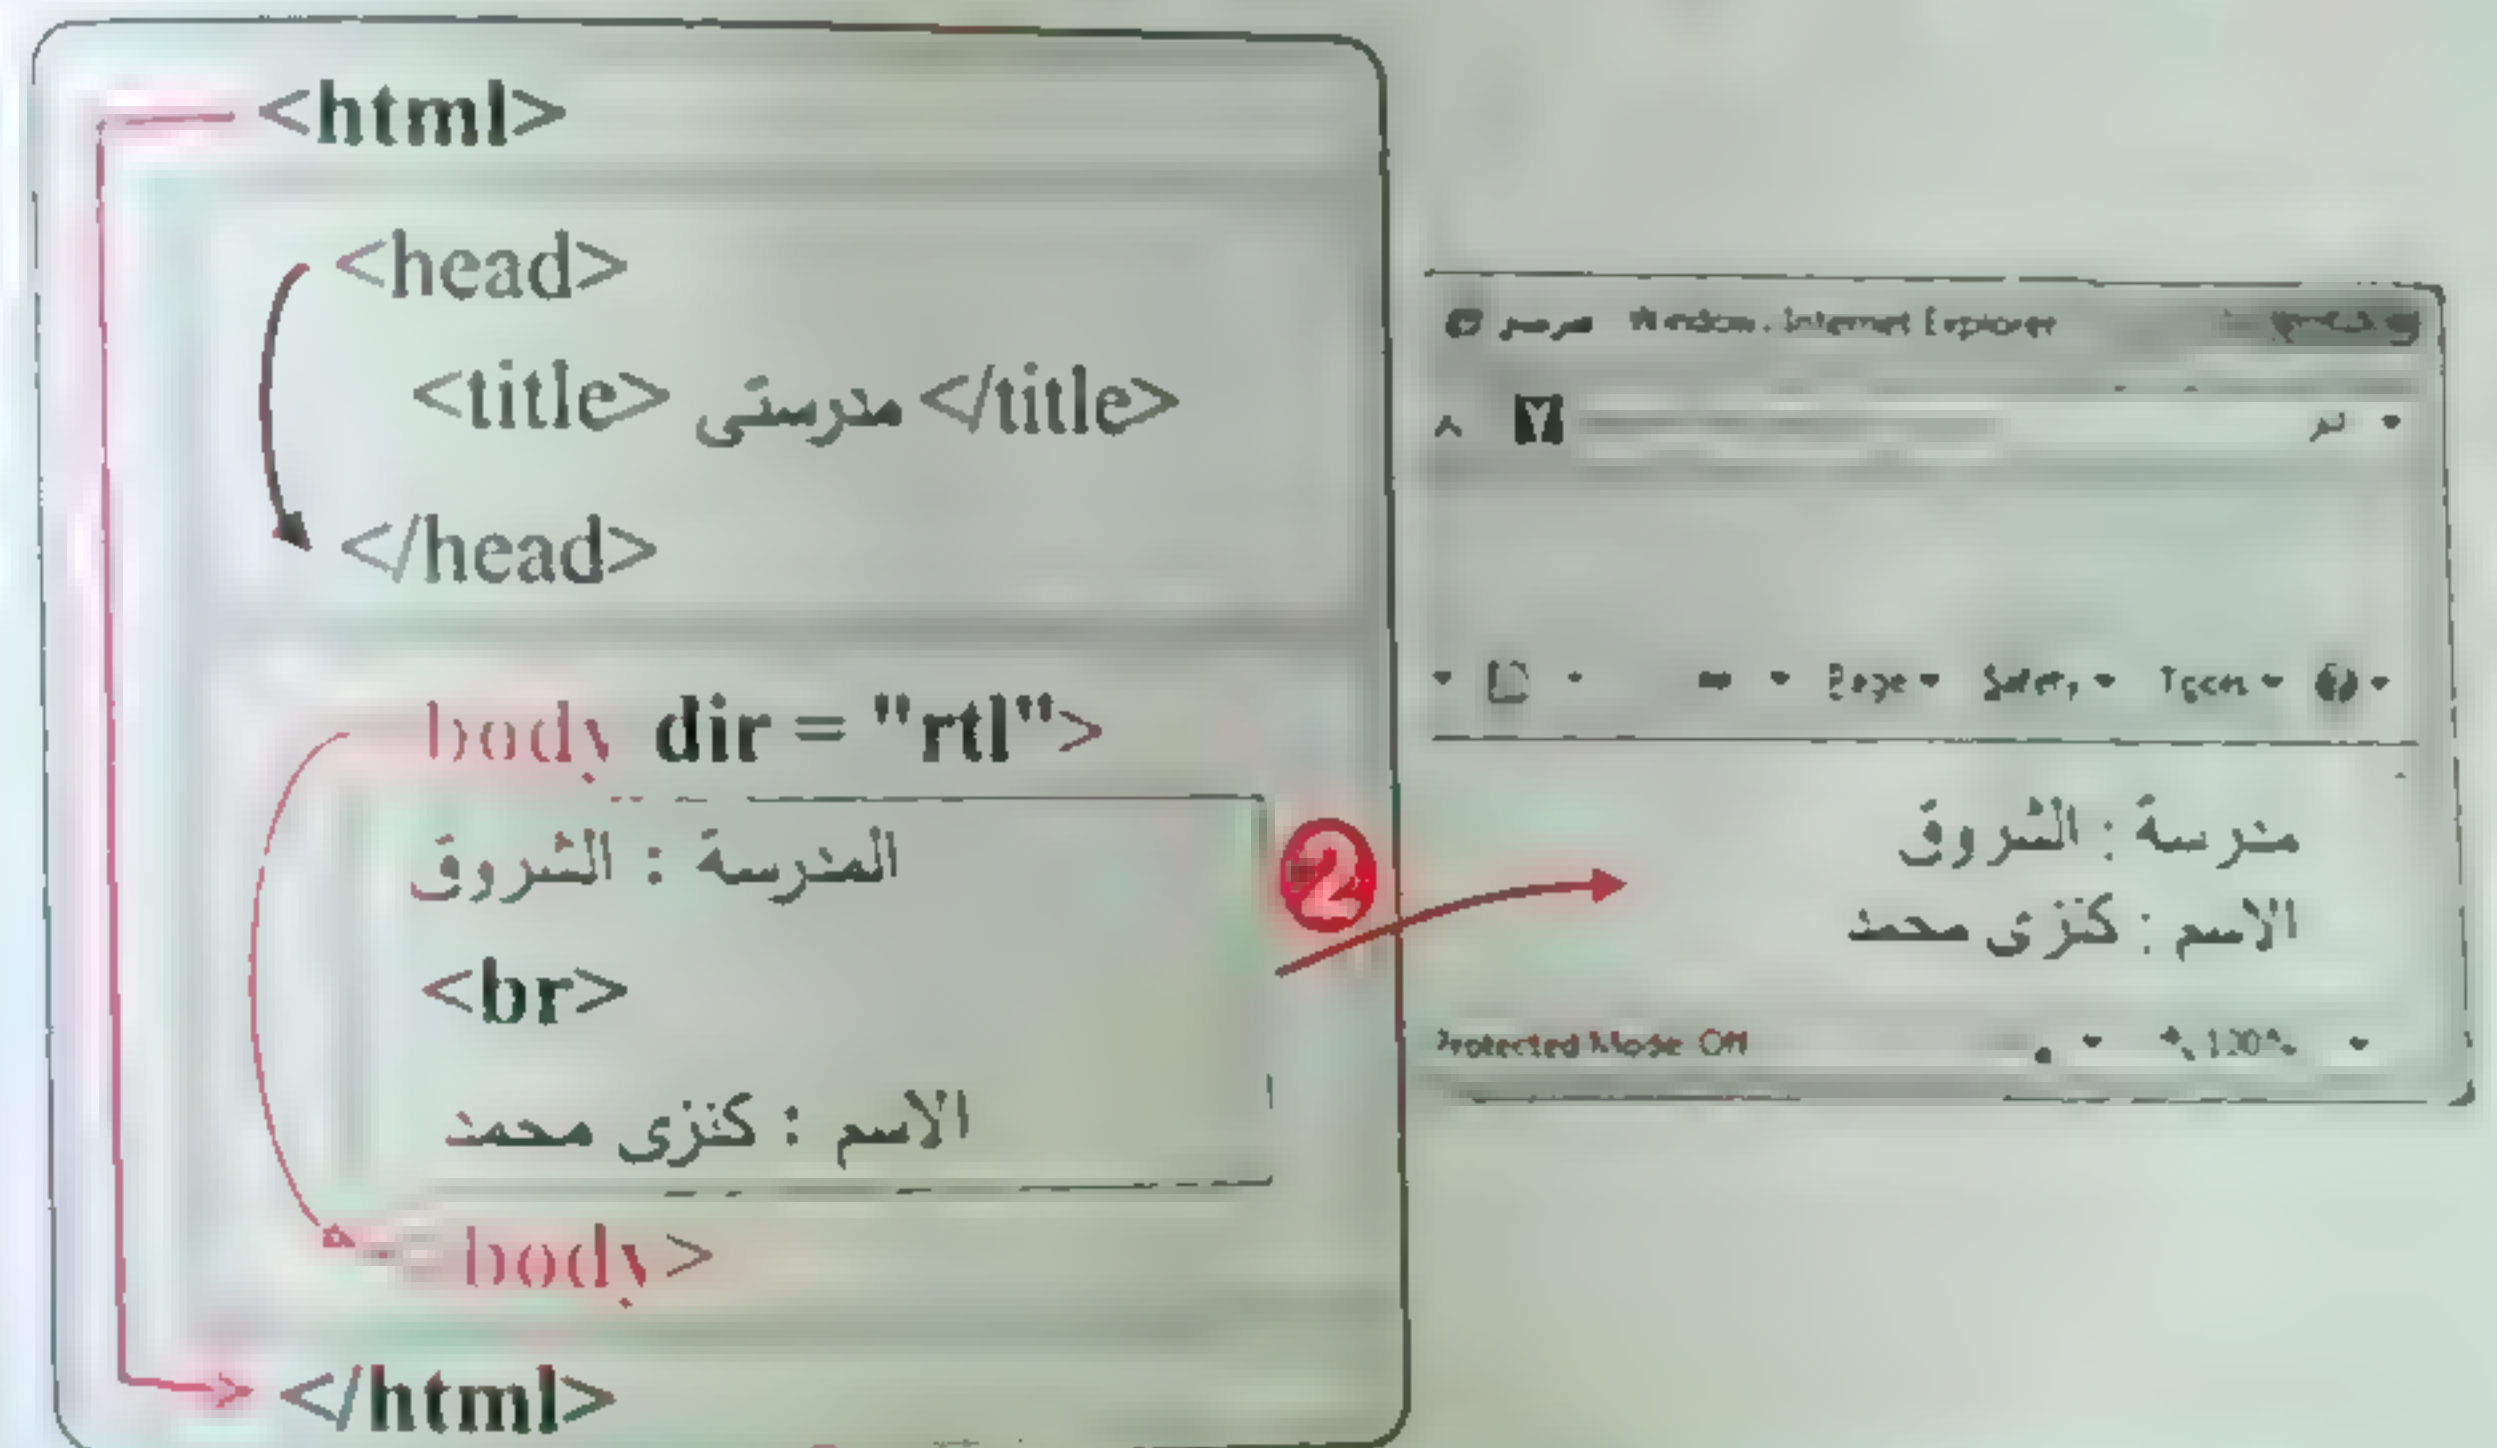 <html>
<head>
<title> مدرستى </title>
</head>
body dir = "rtl">
المدرسة : الشروق
<br>
الاسم : كنزى محمد
body>
</html>
2
Internet Explorer
Page
Safety
Tools
مدرسة : الشروق
الاسم : كنزى محمد
Protected Mode: Off
100%